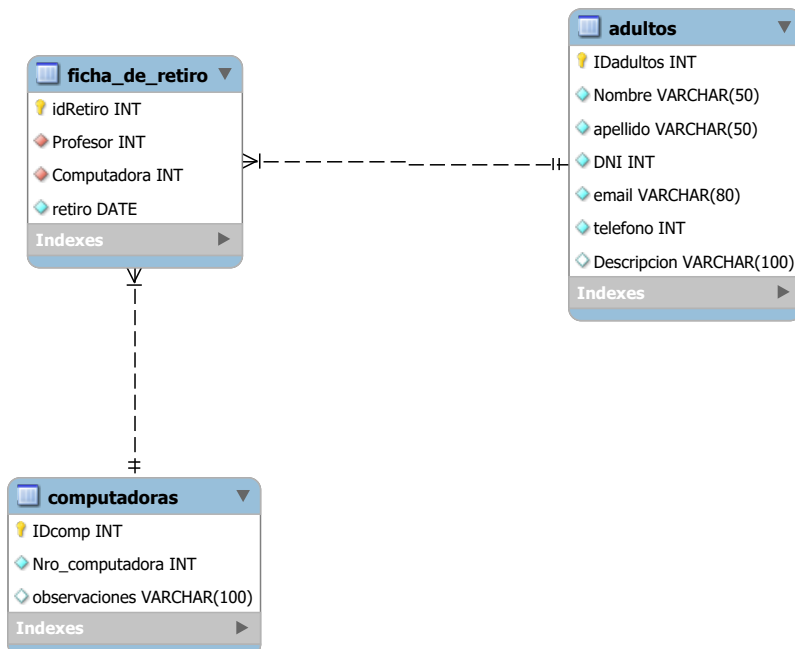 ficha_de_retiro
idRetiro INT
Profesor INT
Computadora INT
retiro DATE
Indexes
adultos
IDadultos INT
Nombre VARCHAR(50)
apellido VARCHAR(50)
DNI INT
email VARCHAR(80)
telefono INT
Descripcion VARCHAR(100)
Indexes
computadoras
IDcomp INT
Nro_computadora INT
observaciones VARCHAR(100)
Indexes